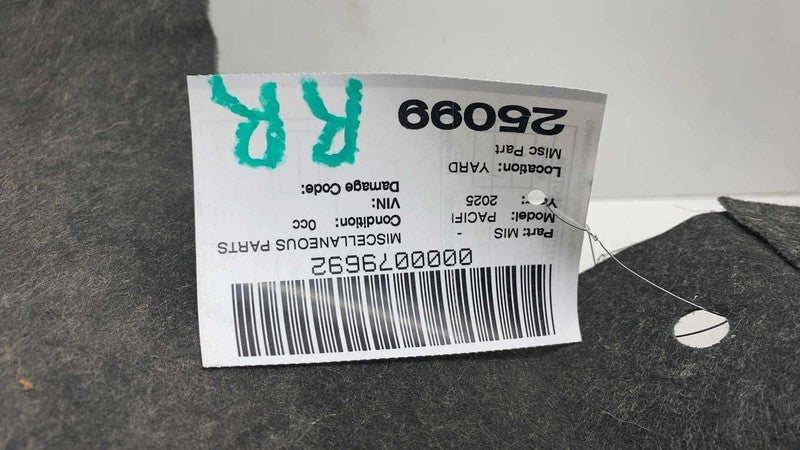 0000079692
Part: MIS - MISCELLANEOUS PARTS
Model: PACIFI Condition: 0cc
Year: 2025 VIN:
Damage Code:
Location: YARD
Misc Part
25099
RR